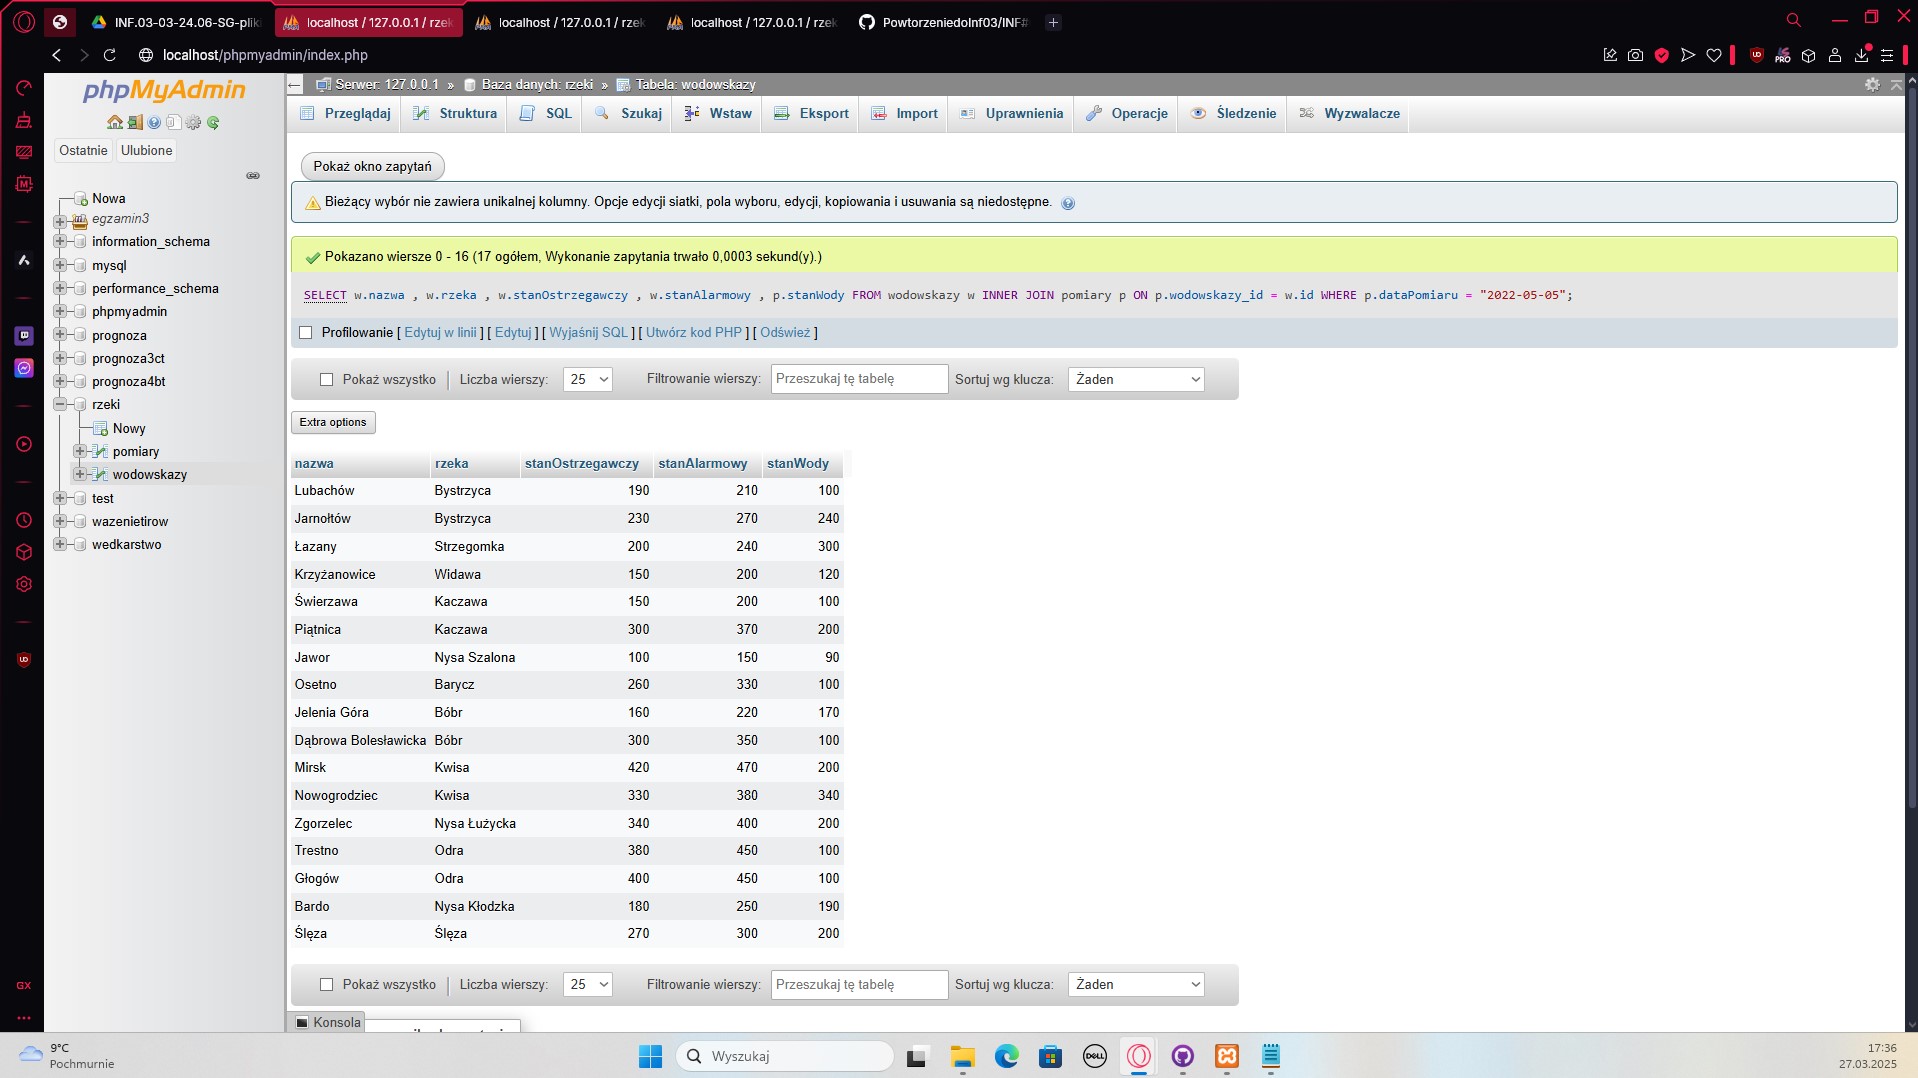 INF.03-03-24.06-SG-pliki
localhost / 127.0.0.1 / rzek
localhost / 127.0.0.1 / rzek
localhost / 127.0.0.1 / rzek
PowtorzeniedoInf03/INF#
localhost/phpmyadmin/index.php
PRO
phpMyAdmin
Ostatnie
Ulubione
Nowa
egzamin3
information_schema
mysql
performance_schema
phpmyadmin
prognoza
prognoza3ct
prognoza4bt
rzeki
Nowy
pomiary
wodowskazy
test
wazenietirow
wedkarstwo
Serwer: 127.0.0.1 » Baza danych: rzeki » Tabela: wodowskazy
Przeglądaj Struktura SQL Szukaj Wstaw Eksport Import Uprawnienia Operacje Śledzenie Wyzwalacze
Pokaż okno zapytań
Bieżący wybór nie zawiera unikalnej kolumny. Opcje edycji siatki, pola wyboru, edycji, kopiowania i usuwania są niedostępne.
Pokazano wiersze 0 - 16 (17 ogółem, Wykonanie zapytania trwało 0,0003 sekund(y).)
SELECT w.nazwa , w.rzeka , w.stanOstrzegawczy , w.stanAlarmowy , p.stanWody FROM wodowskazy w INNER JOIN pomiary p ON p.wodowskazy_id = w.id WHERE p.dataPomiaru = "2022-05-05";
Profilowanie [ Edytuj w linii ] [ Edytuj ] [ Wyjaśnij SQL ] [ Utwórz kod PHP ] [ Odśwież ]
Pokaż wszystko Liczba wierszy: 25 Filtrowanie wierszy: Przeszukaj tę tabelę Sortuj wg klucza: Żaden
Extra options
nazwa rzeka stanOstrzegawczy stanAlarmowy stanWody
Lubachów Bystrzyca 190 210 100
Jarnołtów Bystrzyca 230 270 240
Łazany Strzegomka 200 240 300
Krzyżanowice Widawa 150 200 120
Świerzawa Kaczawa 150 200 100
Piątnica Kaczawa 300 370 200
Jawor Nysa Szalona 100 150 90
Osetno Barycz 260 330 100
Jelenia Góra Bóbr 160 220 170
Dąbrowa Bolesławicka Bóbr 300 350 100
Mirsk Kwisa 420 470 200
Nowogrodziec Kwisa 330 380 340
Zgorzelec Nysa Łużycka 340 400 200
Trestno Odra 380 450 100
Głogów Odra 400 450 100
Bardo Nysa Kłodzka 180 250 190
Ślęza Ślęza 270 300 200
Pokaż wszystko Liczba wierszy: 25 Filtrowanie wierszy: Przeszukaj tę tabelę Sortuj wg klucza: Żaden
Konsola
GX
9°C
Pochmurnie
Wyszukaj
DELL
17:36
27.03.2025